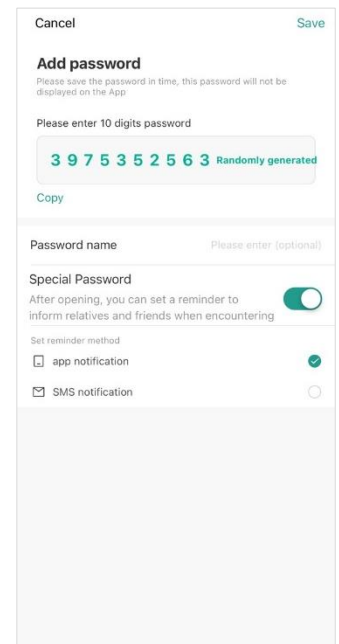 Cancel Save
Add password
Please save the password in time, this password will not be
displayed on the App
Please enter 10 digits password
3 9 7 5 3 5 2 5 6 3 Randomly generated
Copy
Password name Please enter (optional)
Special Password
After opening, you can set a reminder to
inform relatives and friends when encountering
Set reminder method
app notification
SMS notification